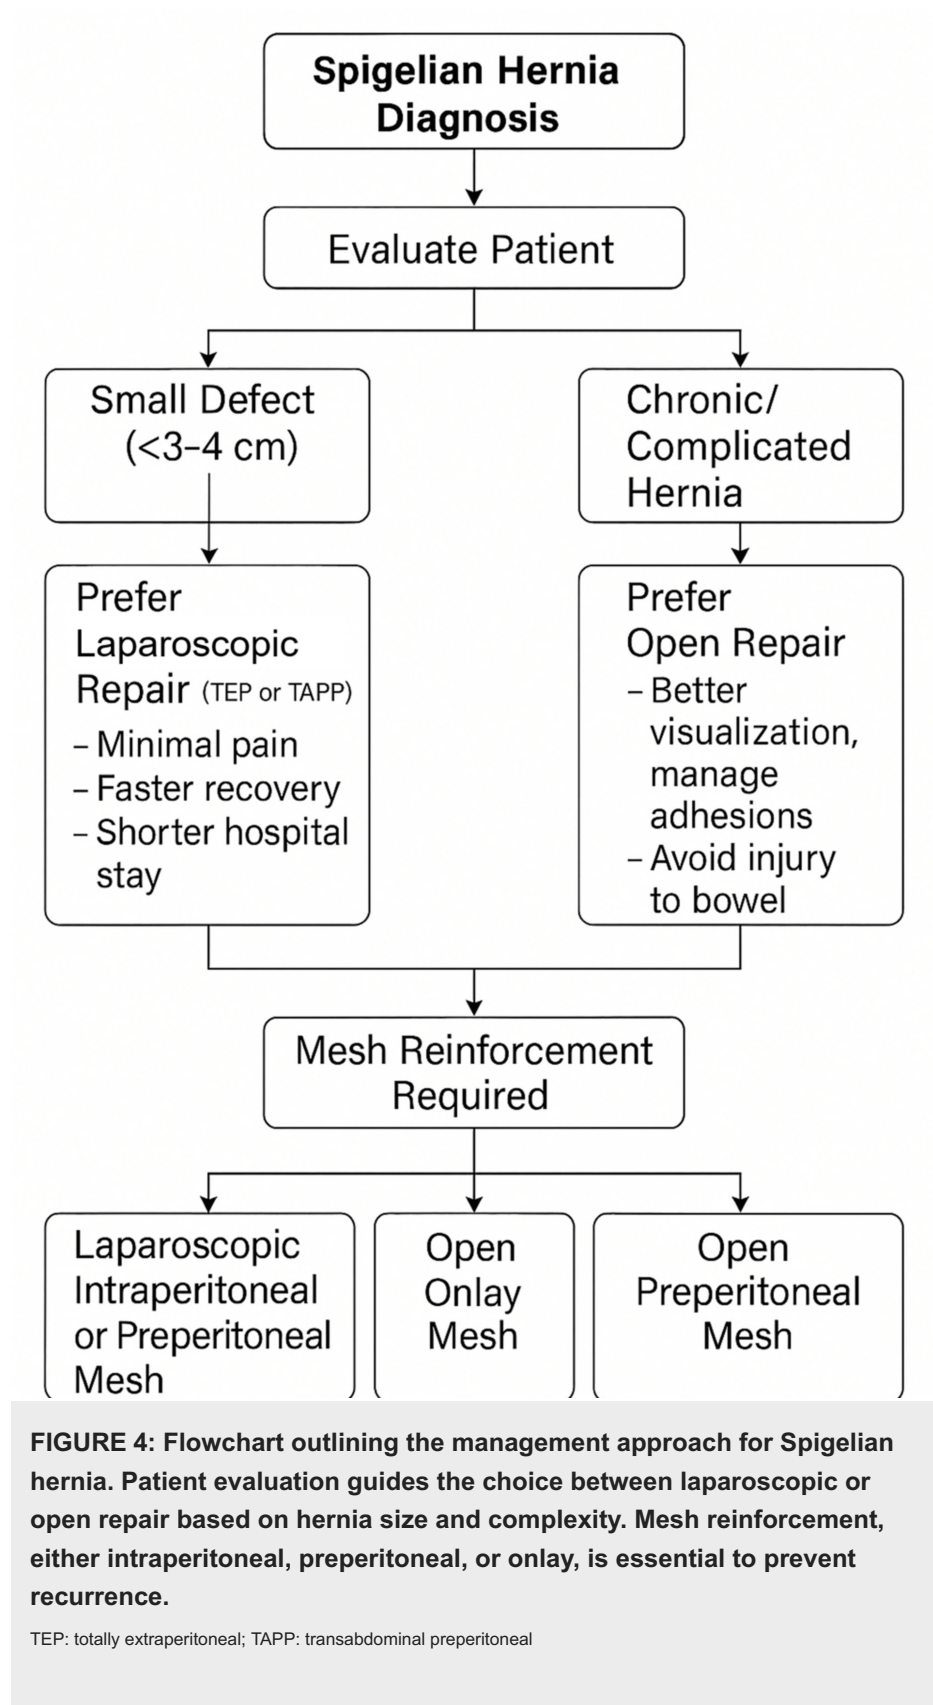 Spigelian Hernia
Diagnosis
Evaluate Patient
Small Defect
(<3–4 cm)
Chronic/
Complicated
Hernia
Prefer
Laparoscopic
Repair (TEP or TAPP)
– Minimal pain
– Faster recovery
– Shorter hospital
stay
Prefer
Open Repair
– Better
visualization,
manage
adhesions
– Avoid injury
to bowel
Mesh Reinforcement
Required
Laparoscopic
Intraperitoneal
or Preperitoneal
Mesh
Open
Onlay
Mesh
Open
Preperitoneal
Mesh
FIGURE 4: Flowchart outlining the management approach for Spigelian
hernia. Patient evaluation guides the choice between laparoscopic or
open repair based on hernia size and complexity. Mesh reinforcement,
either intraperitoneal, preperitoneal, or onlay, is essential to prevent
recurrence.
TEP: totally extraperitoneal; TAPP: transabdominal preperitoneal